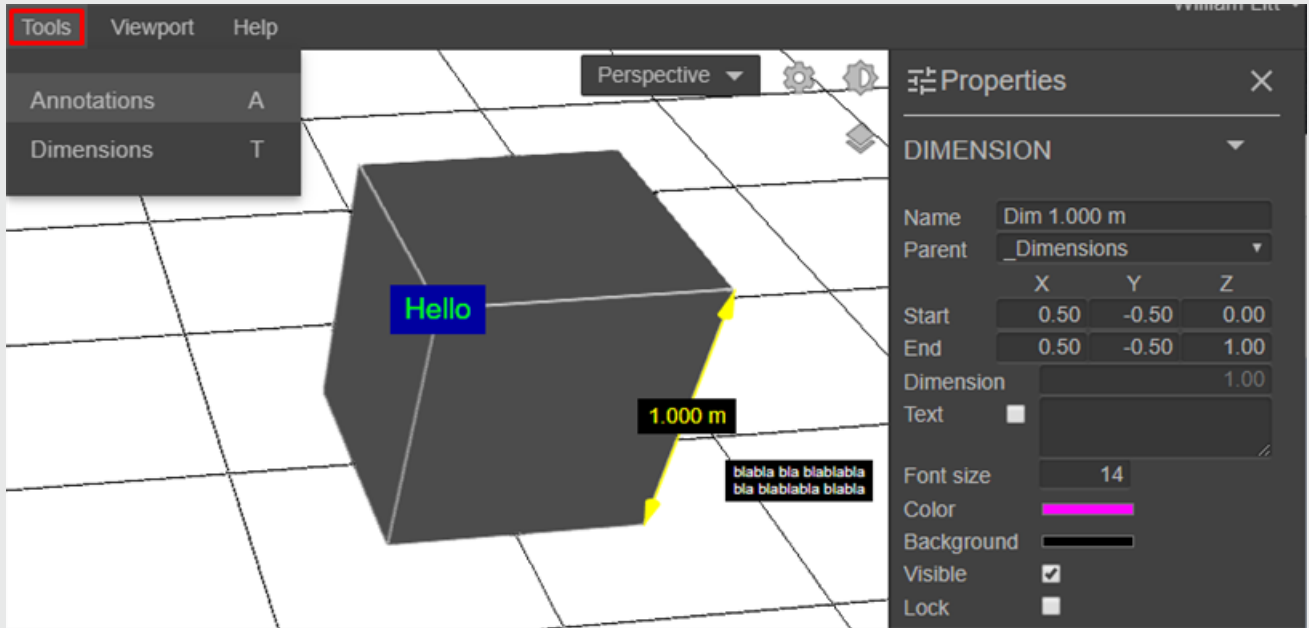 Tools Viewport Help
Annotations A
Dimensions T
Perspective
Hello
1.000 m
blabla bla blablabla
bla blablabla blabla
Properties
DIMENSION
Name Dim 1.000 m
Parent _Dimensions
X Y Z
Start 0.50 -0.50 0.00
End 0.50 -0.50 1.00
Dimension 1.00
Text
Font size 14
Color
Background
Visible
Lock